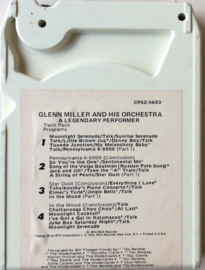 CPS2-0693
GLENN MILLER AND HIS ORCHESTRA
A LEGENDARY PERFORMER
Twin Pack
Programs
Moonlight Serenade/Talk/Sunrise Serenade
1 Talk/Little Brown Jug*/Danny Boy/Talk
Tuxedo Junction/My Melancholy Baby*
Talk/Pennsylvania 6-5000 (Part I)
Pennsylvania 6-5000 (Conclusion)
2 So You're the One/Sentimental Me*
Song of the Volga Boatmen (Russian Folk Song)*
Jack and Jill*/Take the "A" Train*/Talk
A String of Pearls/Star Dust (Part I)
Star Dust (Conclusion)/Everything I Love*
3 Tchaikovsky's Piano Concerto*/Talk
Elmer's Tune*/Jingle Bells*/Talk
In the Mood (Part I)
In the Mood (Conclusion)/Talk
Chattanooga Choo Choo*/At Last*
4 Moonlight Cocktail*
I've Got a Gal in Kalamazoo*/Talk
Juke Box Saturday Night*/Talk
Moonlight Serenade